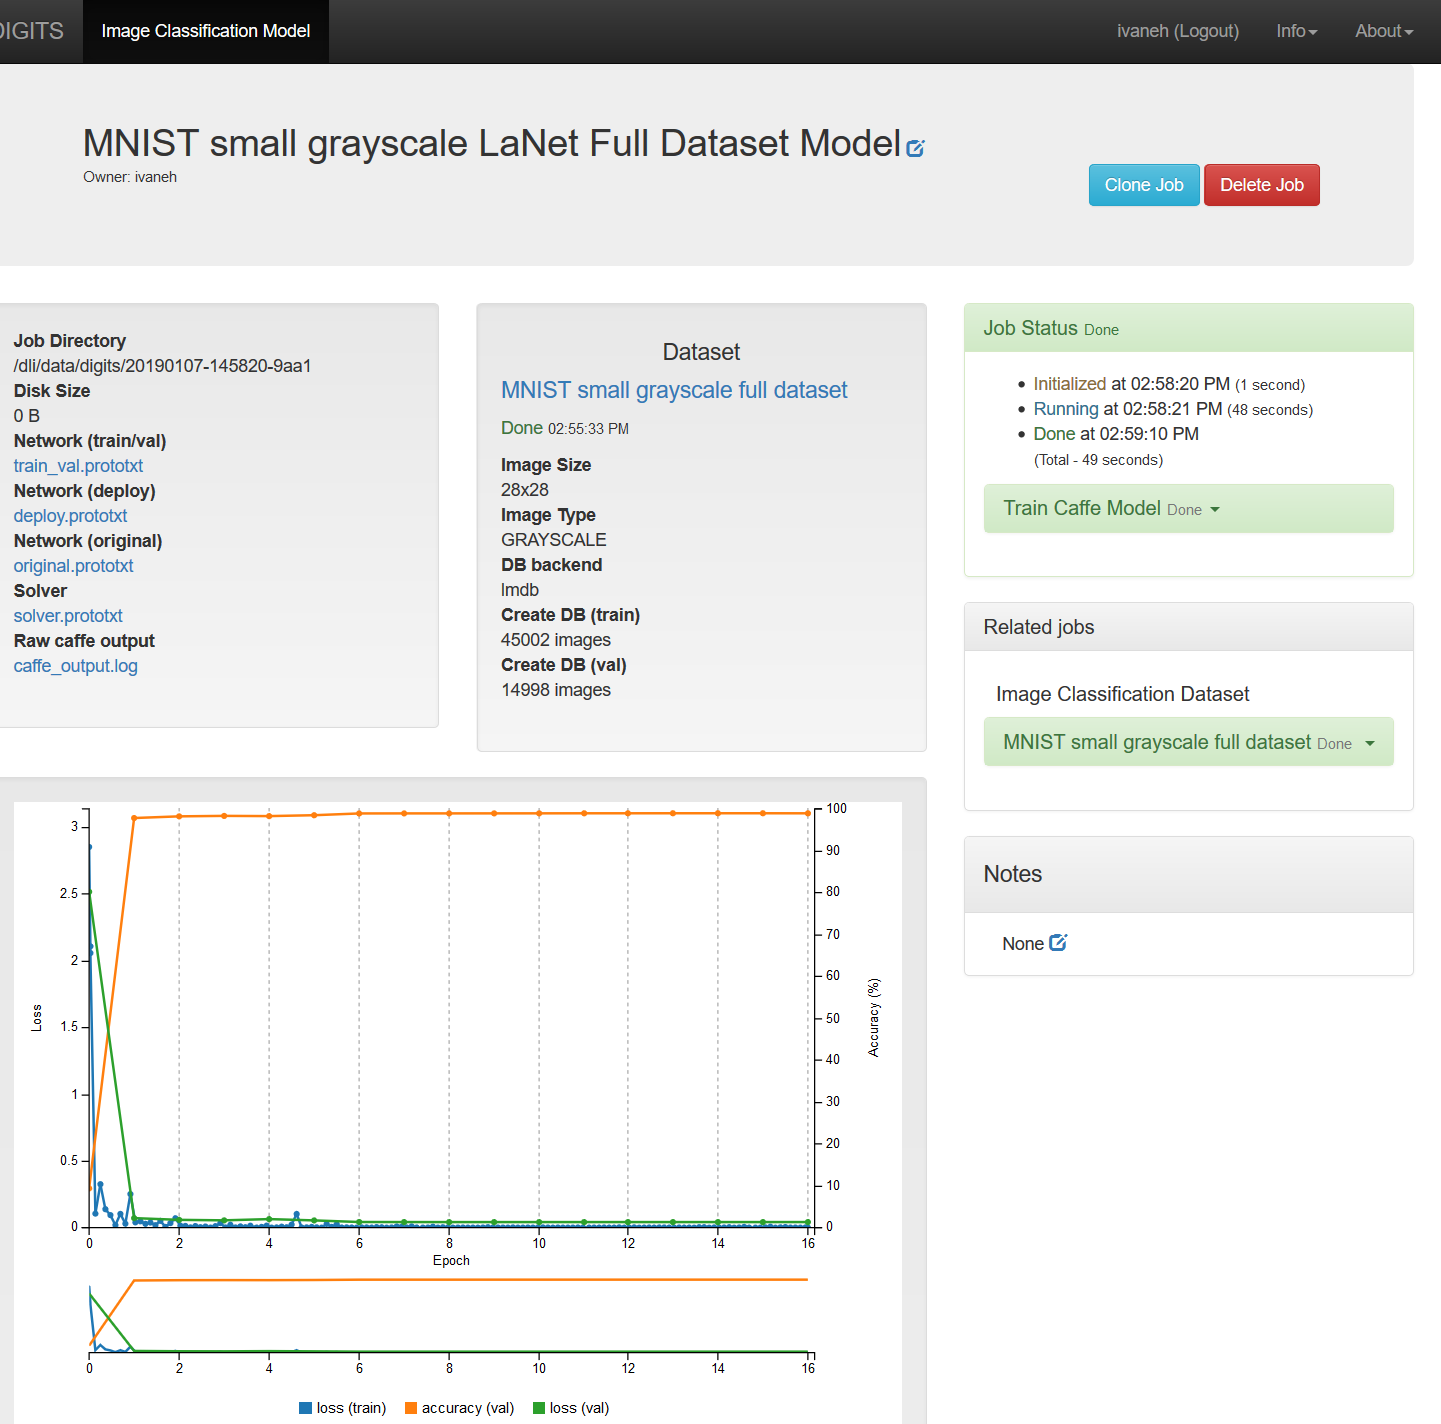 DIGITS
Image Classification Model
ivaneh (Logout)
Info
About
MNIST small grayscale LaNet Full Dataset Model
Owner: ivaneh
Clone Job
Delete Job
Job Directory
/dli/data/digits/20190107-145820-9aa1
Disk Size
0 B
Network (train/val)
train_val.prototxt
Network (deploy)
deploy.prototxt
Network (original)
original.prototxt
Solver
solver.prototxt
Raw caffe output
caffe_output.log
Dataset
MNIST small grayscale full dataset
Done 02:55:33 PM
Image Size
28x28
Image Type
GRAYSCALE
DB backend
lmdb
Create DB (train)
45002 images
Create DB (val)
14998 images
Job Status Done
Initialized at 02:58:20 PM (1 second)
Running at 02:58:21 PM (48 seconds)
Done at 02:59:10 PM
(Total - 49 seconds)
Train Caffe Model Done
Related jobs
Image Classification Dataset
MNIST small grayscale full dataset Done
Notes
None
3
2.5
2
1.5
1
0.5
0
Loss
100
90
80
70
60
50
40
30
20
10
0
Accuracy (%)
0 2 4 6 8 10 12 14 16
Epoch
0 2 4 6 8 10 12 14 16
loss (train) accuracy (val) loss (val)